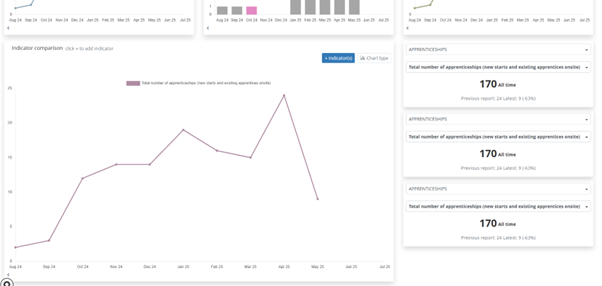 0
Aug 24 Sep 24 Oct 24 Nov 24 Dec 24 Jan 25 Feb 25 Mar 25 Apr 25 May 25 Jun 25 Jul 25
1
0
Aug 24 Sep 24 Oct 24 Nov 24 Dec 24 Jan 25 Feb 25 Mar 25 Apr 25 May 25 Jun 25 Jul 25
0
Aug 24 Sep 24 Oct 24 Nov 24 Dec 24 Jan 25 Feb 25 Mar 25 Apr 25 May 25 Jun 25 Jul 25
Indicator comparison click + to add indicator
+ Indicator(s) Chart type
Total number of apprenticeships (new starts and existing apprentices onsite)
25
20
15
10
5
0
Aug 24 Sep 24 Oct 24 Nov 24 Dec 24 Jan 25 Feb 25 Mar 25 Apr 25 May 25 Jun 25 Jul 25
APPRENTICESHIPS
Total number of apprenticeships (new starts and existing apprentices onsite)
170 All time
Previous report: 24 Latest: 9 (-63%)
APPRENTICESHIPS
Total number of apprenticeships (new starts and existing apprentices onsite)
170 All time
Previous report: 24 Latest: 9 (-63%)
APPRENTICESHIPS
Total number of apprenticeships (new starts and existing apprentices onsite)
170 All time
Previous report: 24 Latest: 9 (-63%)